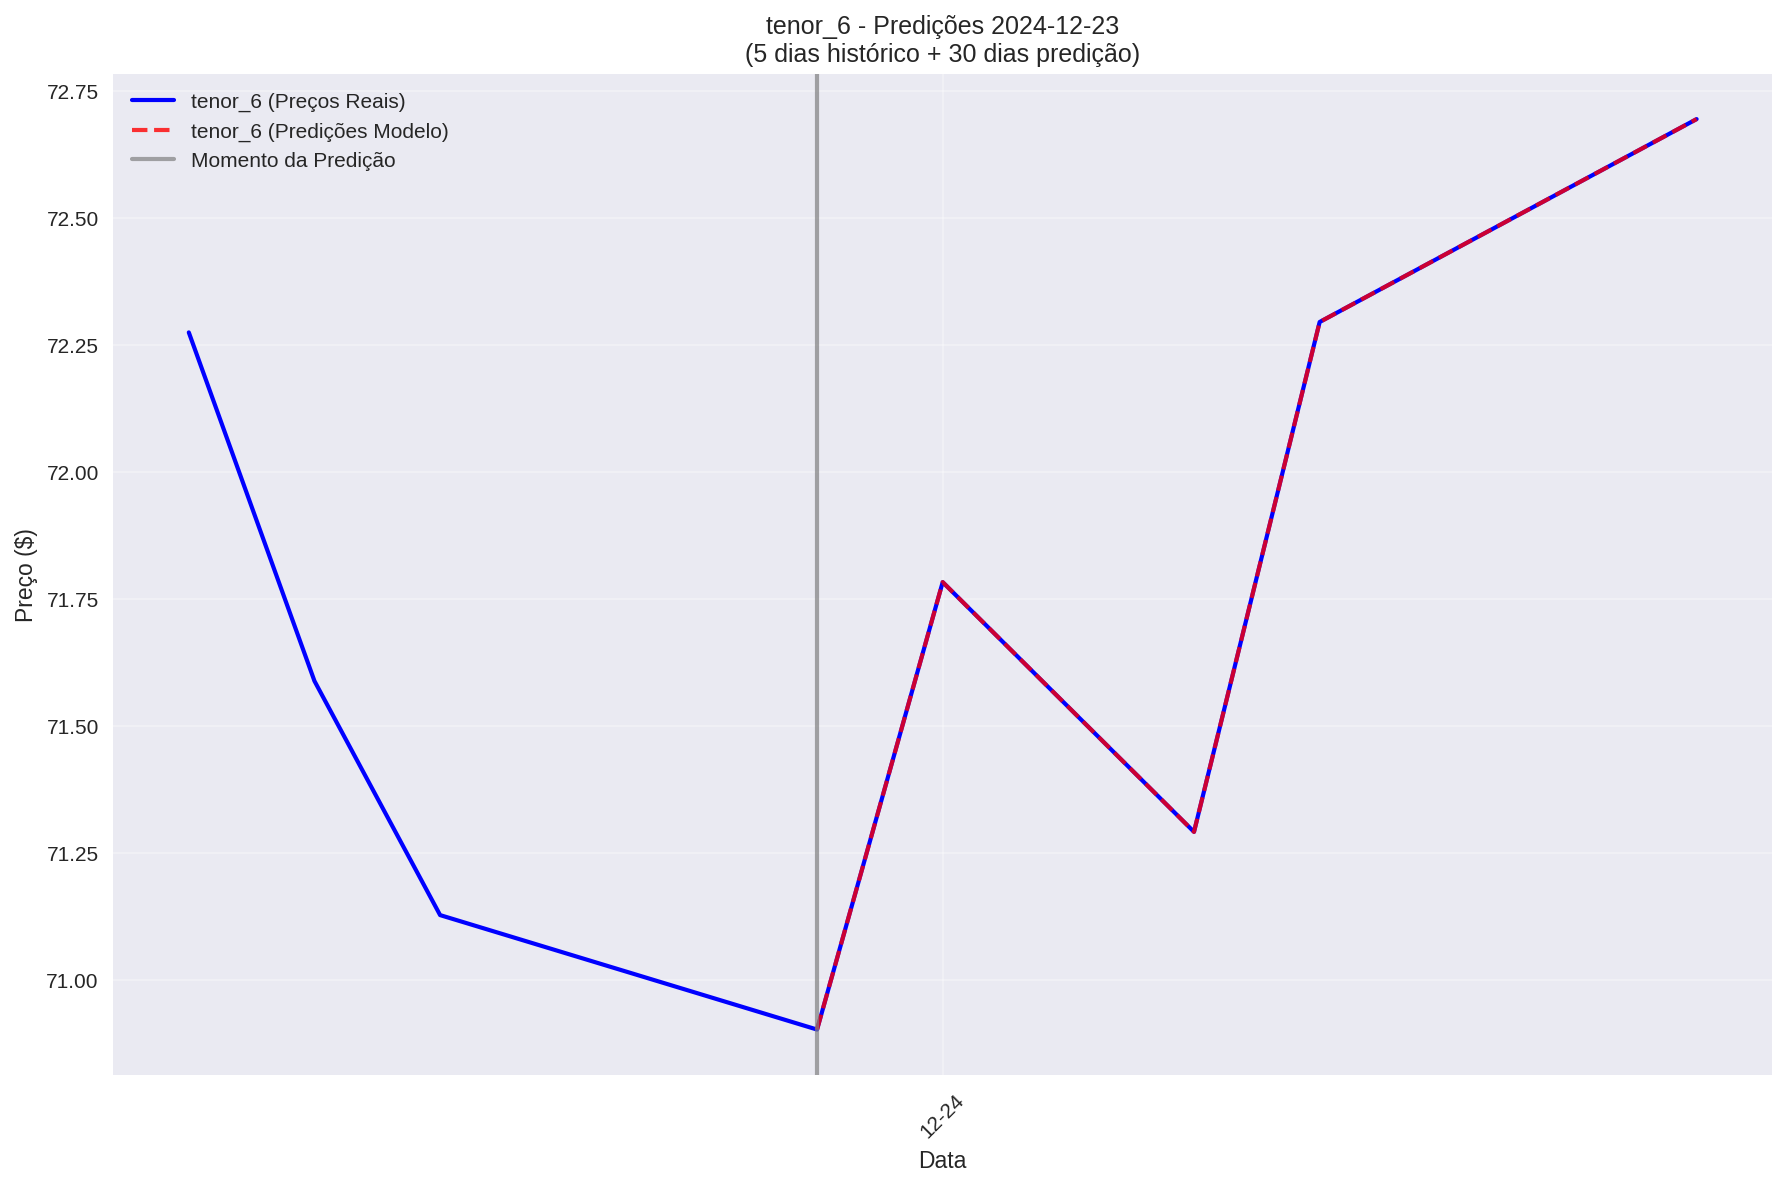 tenor_6 - Predições 2024-12-23
(5 dias histórico + 30 dias predição)
tenor_6 (Preços Reais)
tenor_6 (Predições Modelo)
Momento da Predição
Preço ($)
72.75
72.50
72.25
72.00
71.75
71.50
71.25
71.00
12-24
Data